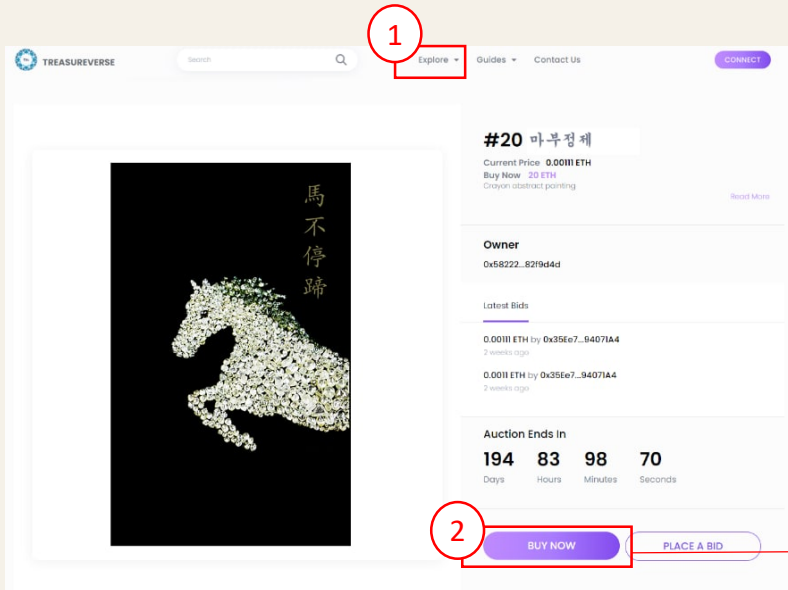 1
TREASUREVERSE
Search
Explore
Guides
Contact Us
CONNECT
#20 마부정제
Current Price 0.00111 ETH
Buy Now 20 ETH
Crayon abstract painting
Read More
馬不停蹄
Owner
0x58222...82f9d4d
Latest Bids
0.00111 ETH by 0x35Ee7...94071A4
2 weeks ago
0.0011 ETH by 0x35Ee7...94071A4
2 weeks ago
Auction Ends In
194 83 98 70
Days Hours Minutes Seconds
2
BUY NOW
PLACE A BID